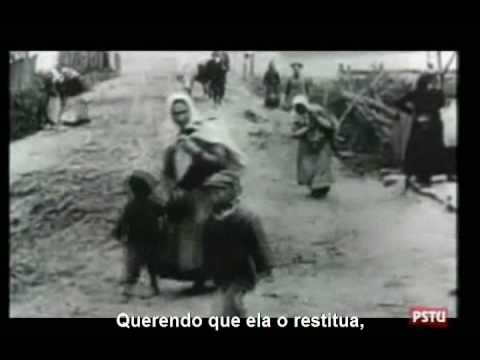 Querendo que ela o restitua,
PSTU